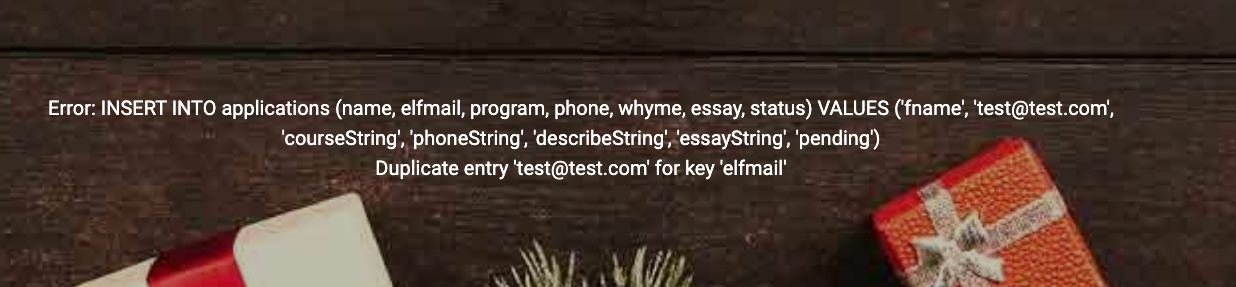 Error: INSERT INTO applications (name, elfmail, program, phone, whyme, essay, status) VALUES ('fname', 'test@test.com',
'courseString', 'phoneString', 'describeString', 'essayString', 'pending')
Duplicate entry 'test@test.com' for key 'elfmail'